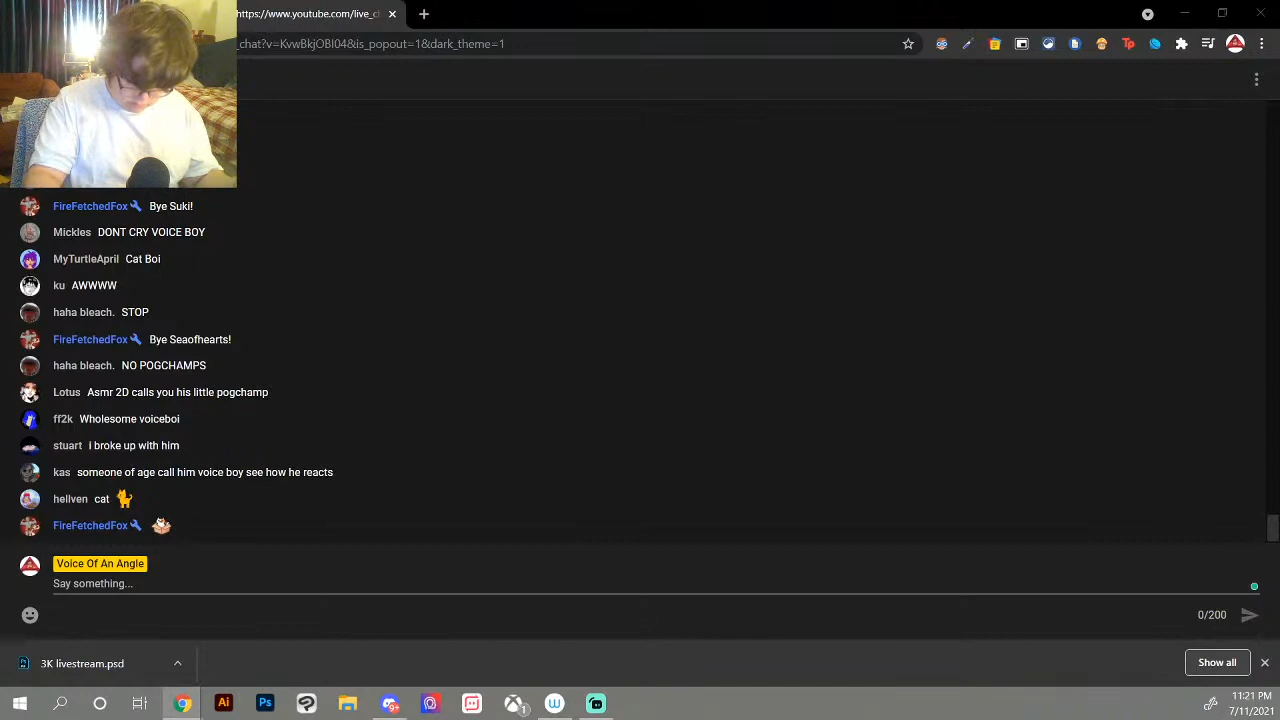 https://www.youtube.com/live_c
_chat?v=KvwBkjOBI04&is_popout=1&dark_theme=1
FireFetchedFox Bye Suki!
Mickles DONT CRY VOICE BOY
MyTurtleApril Cat Boi
ku AWWWW
haha bleach. STOP
FireFetchedFox Bye Seaofhearts!
haha bleach. NO POGCHAMPS
Lotus Asmr 2D calls you his little pogchamp
ff2k Wholesome voiceboi
stuart i broke up with him
kas someone of age call him voice boy see how he reacts
hellven cat
FireFetchedFox
Voice Of An Angle
Say something...
0/200
3K livestream.psd
Show all
Ai Ps
11:21 PM
7/11/2021